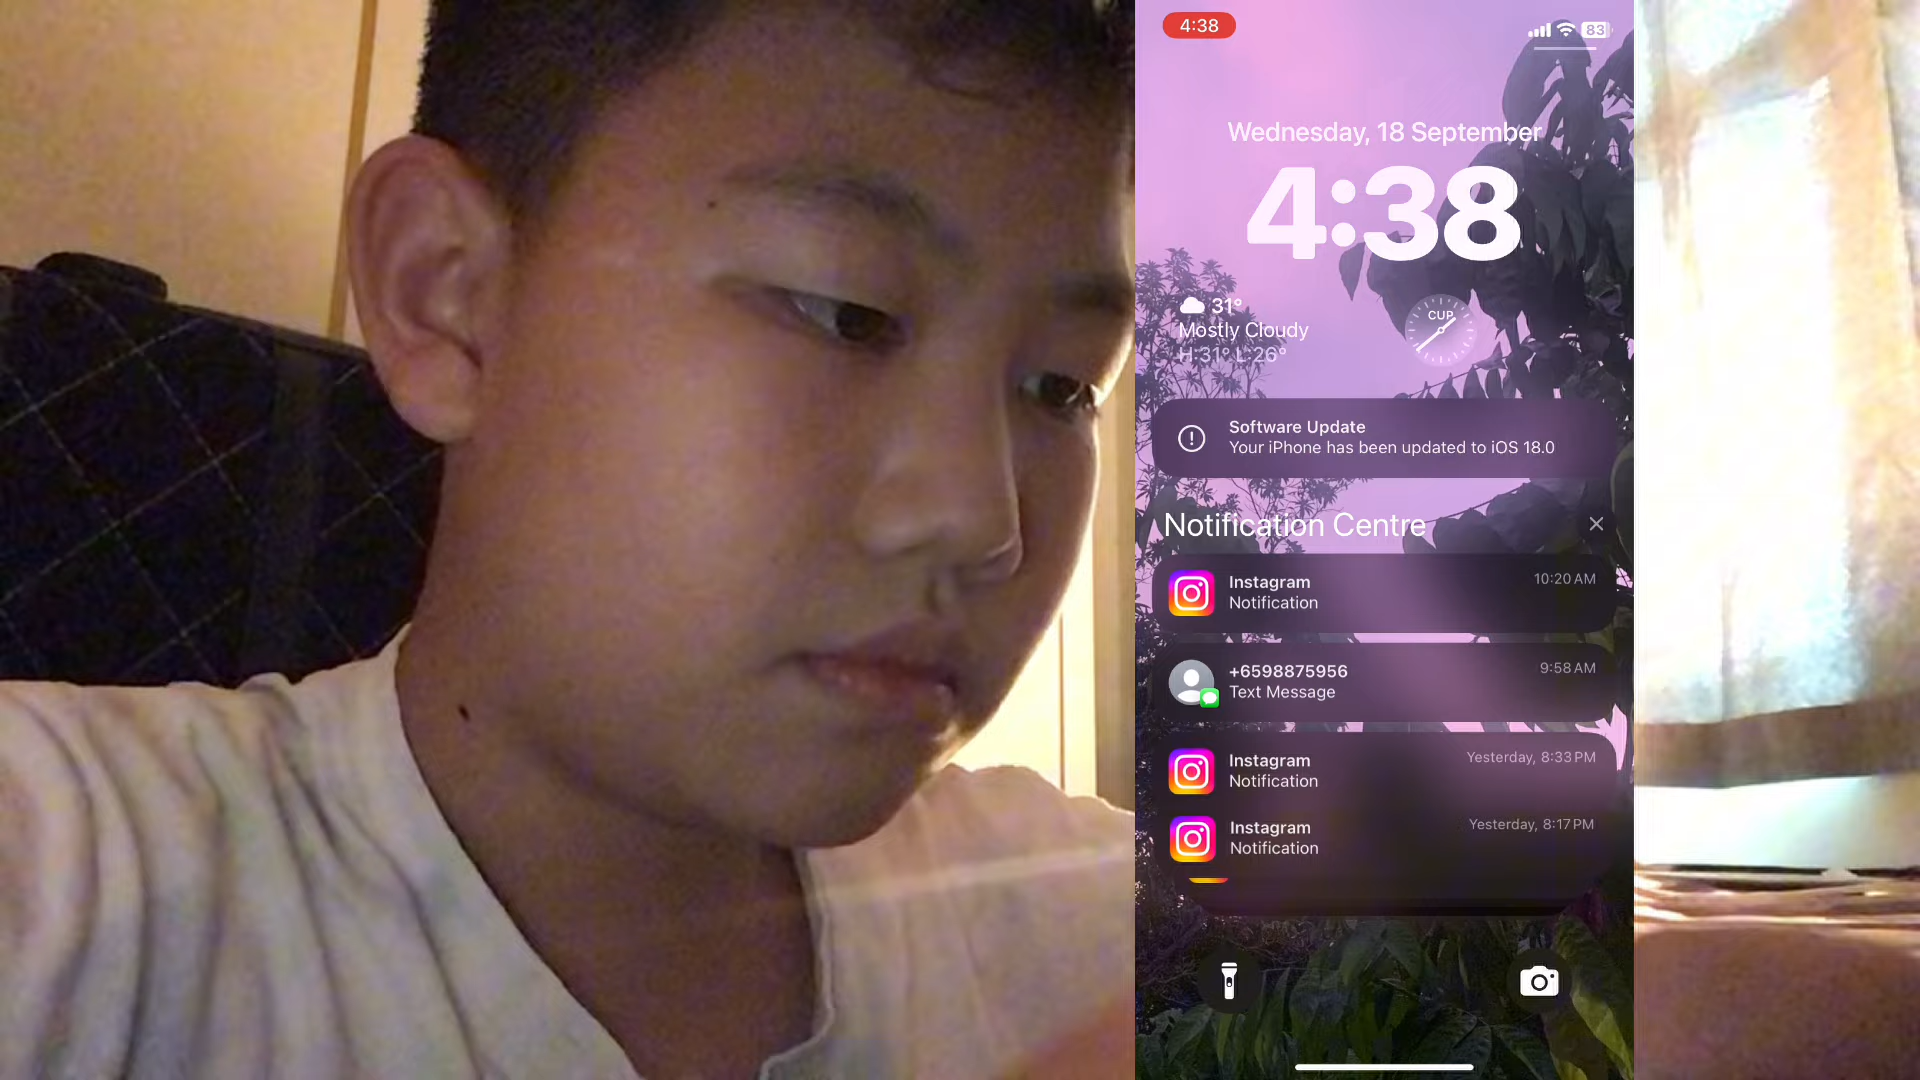 4:38
83
Wednesday, 18 September
4:38
31°
Mostly Cloudy
H:31° L:26°
CUP
Software Update
Your iPhone has been updated to iOS 18.0
Notification Centre
Instagram
10:20 AM
Notification
+6598875956
9:58 AM
Text Message
Instagram
Yesterday, 8:33 PM
Notification
Instagram
Yesterday, 8:17 PM
Notification